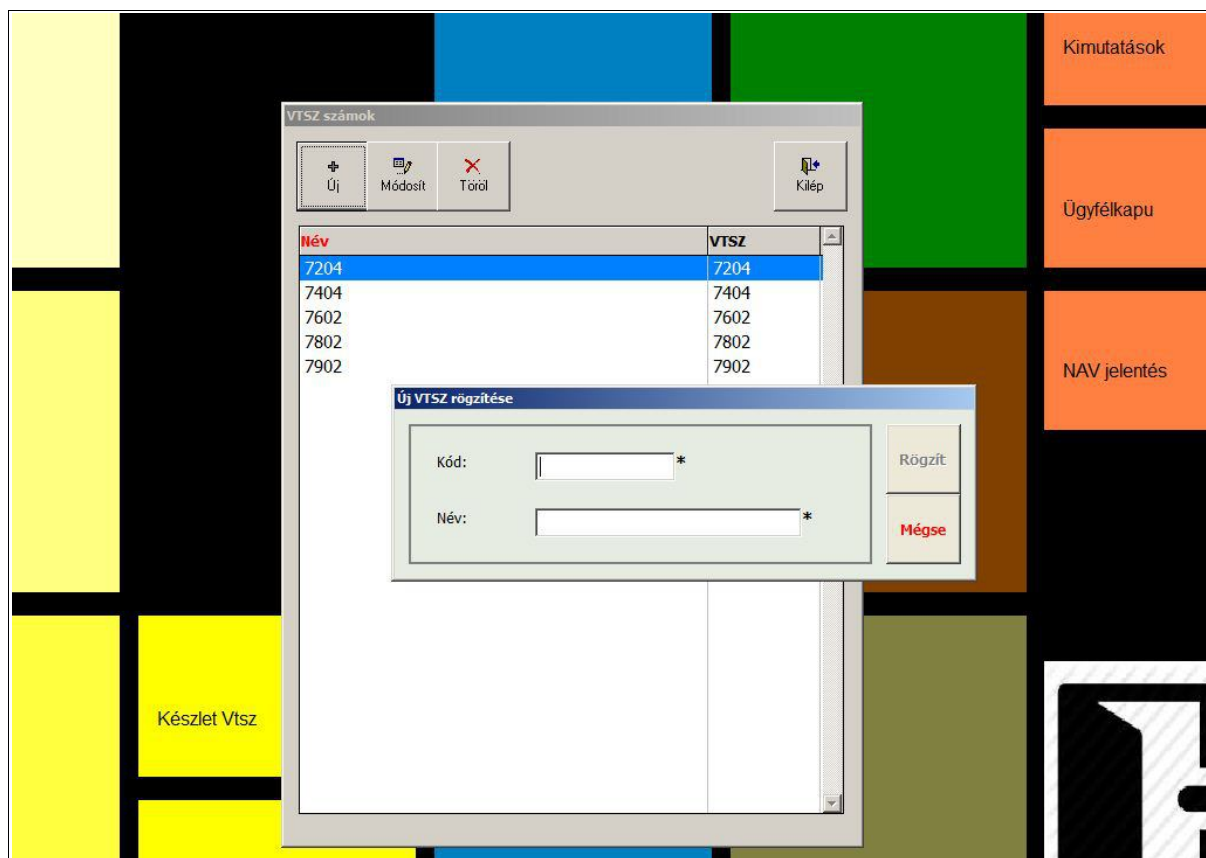 Kimutatások
VTSZ számok
Új
Módosít
Töröl
Kilép
Ügyfélkapu
Név VTSZ
7204 7204
7404 7404
7602 7602
7802 7802
7902 7902
NAV jelentés
Új VTSZ rögzítése
Kód: *
Rögzít
Név: *
Mégse
Készlet Vtsz